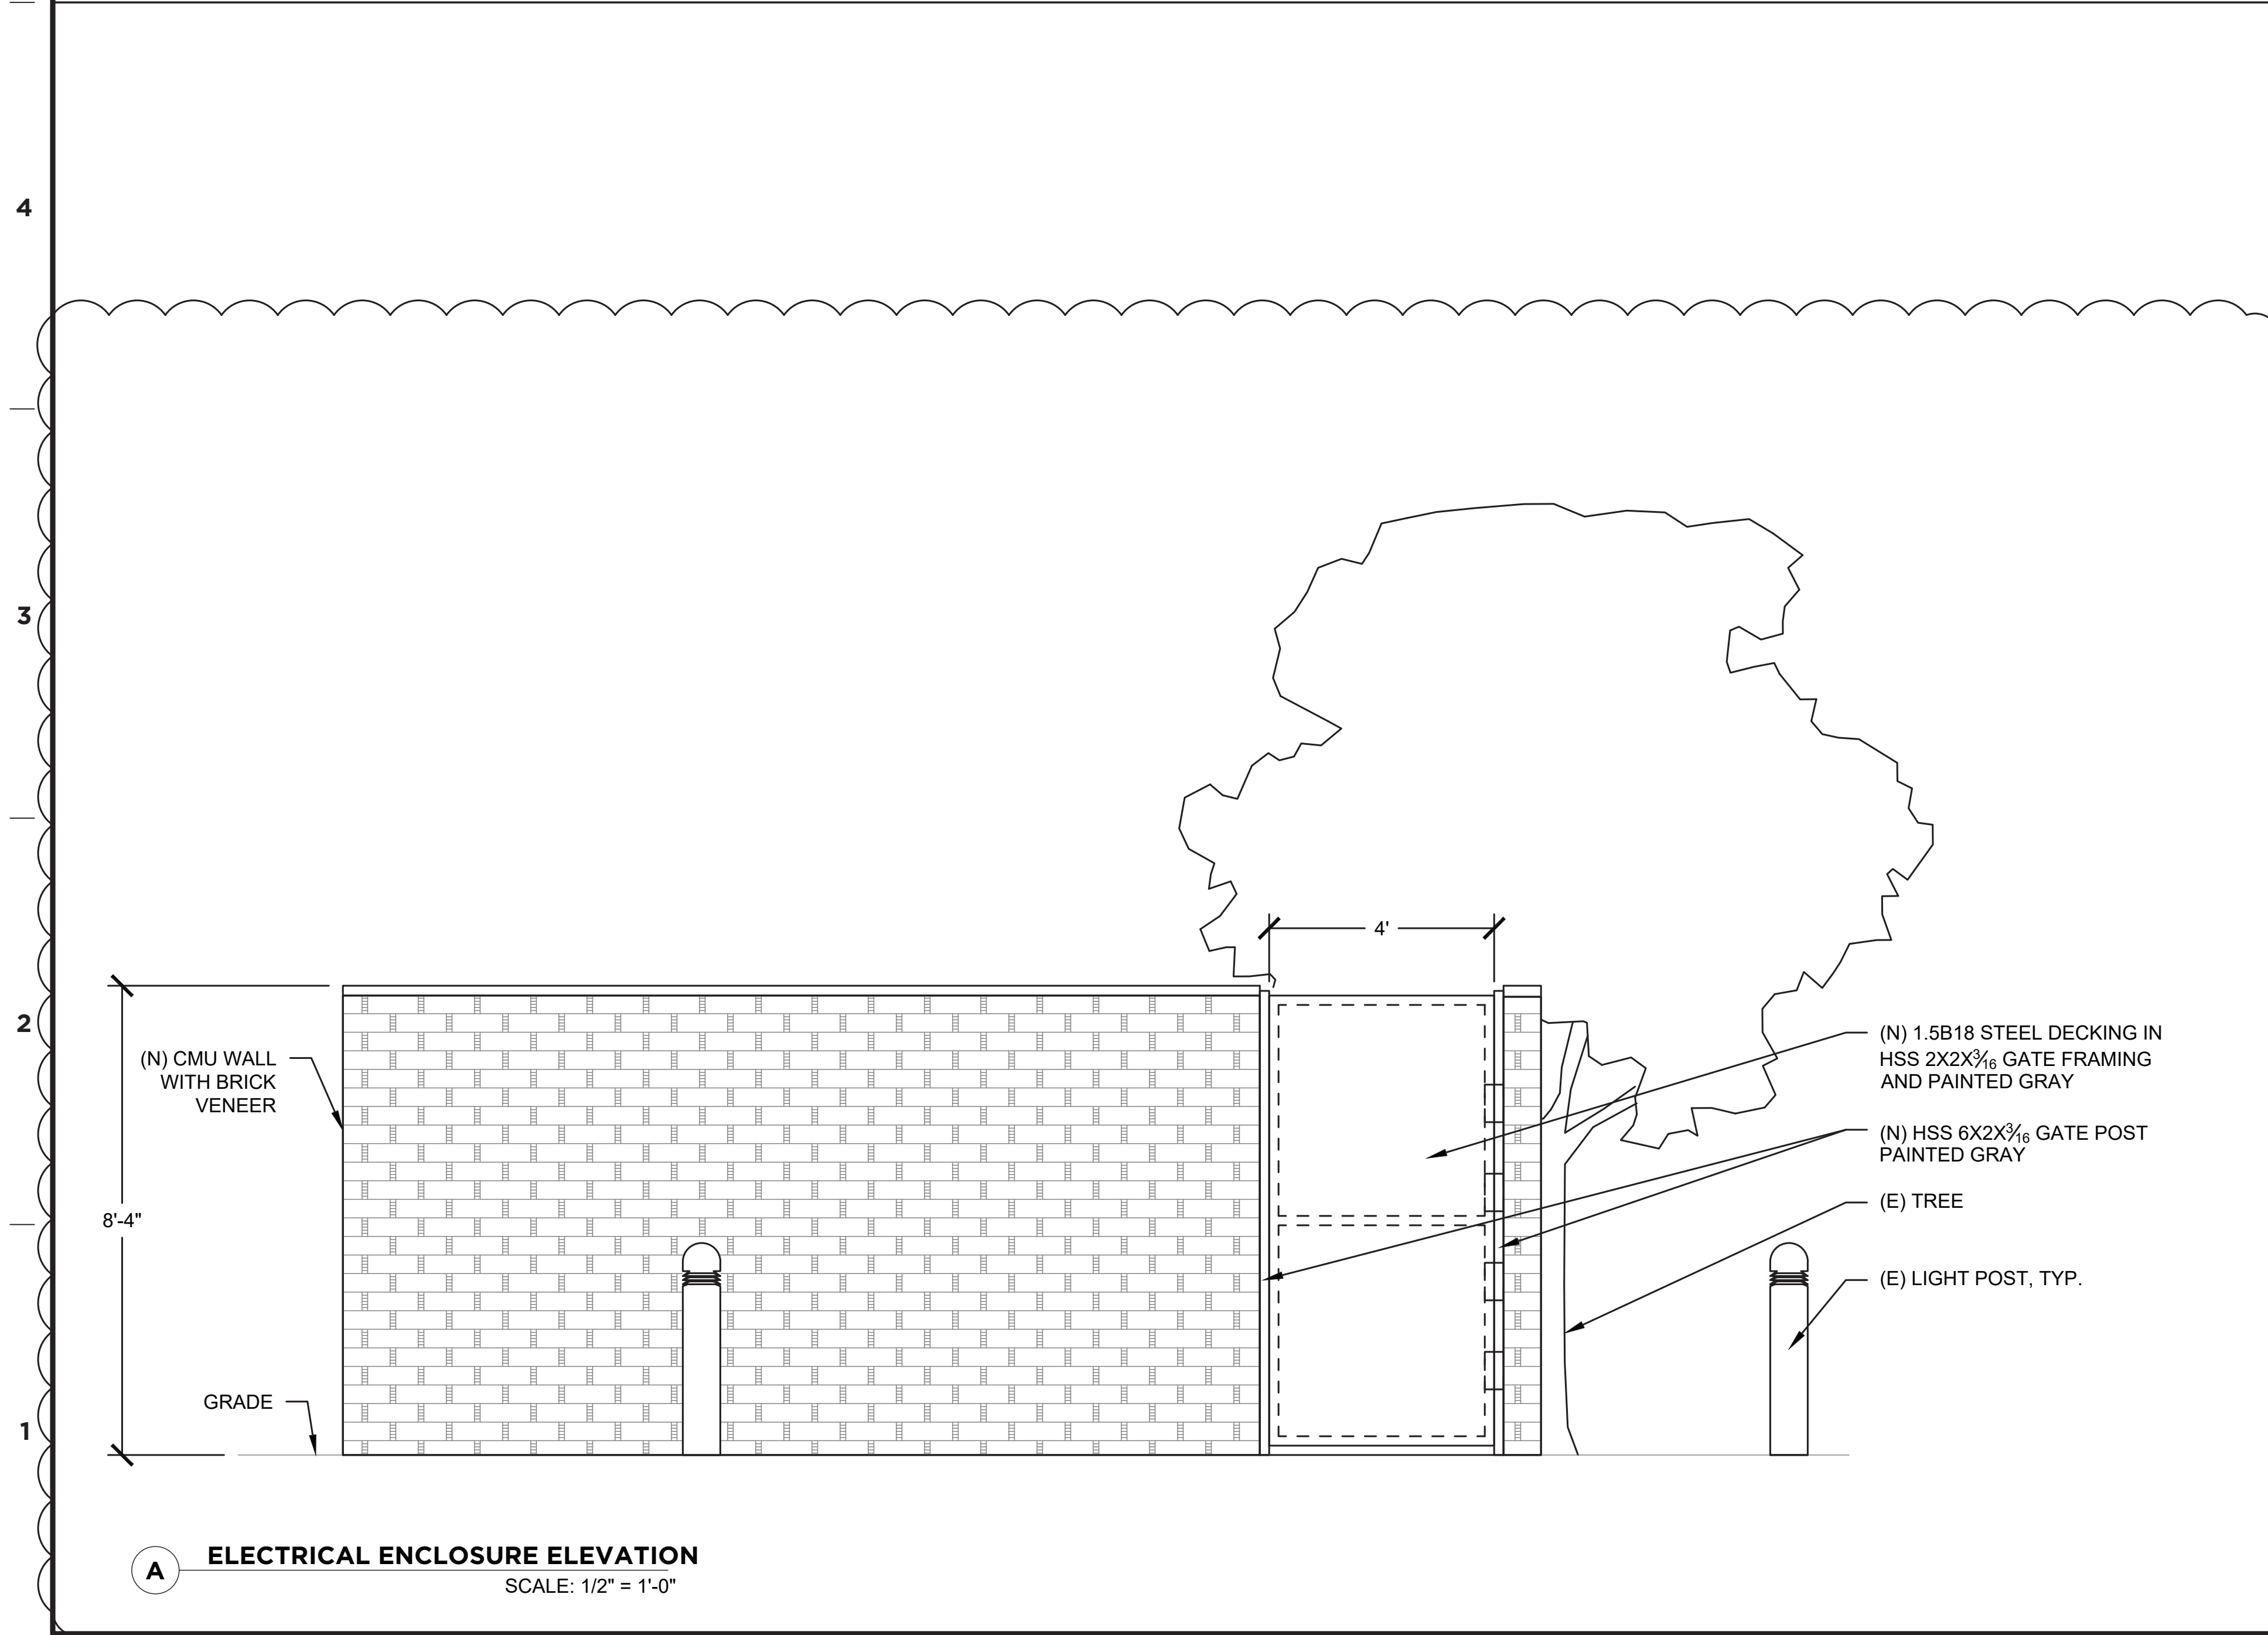 4
3
2
1
4'
8'-4"
(N) CMU WALL
WITH BRICK
VENEER
GRADE
(N) 1.5B18 STEEL DECKING IN
HSS 2X2X3⁄16 GATE FRAMING
AND PAINTED GRAY
(N) HSS 6X2X3⁄16 GATE POST
PAINTED GRAY
(E) TREE
(E) LIGHT POST, TYP.
A
ELECTRICAL ENCLOSURE ELEVATION
SCALE: 1/2" = 1'-0"